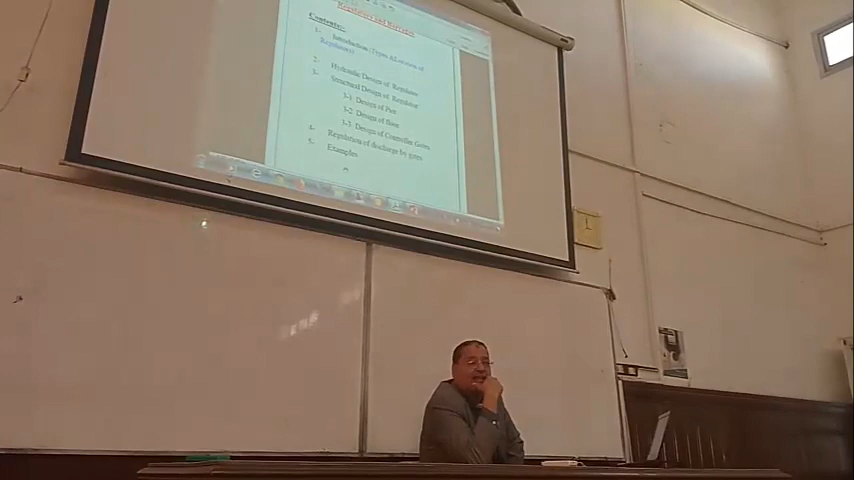 Regulators and Barrages
Contents:-
1- Introduction (Types &Location of
Regulators)
2- Hydraulic Design of Regulator
3- Structural Design of Regulator
3-1 Design of Pier
3-2 Design of floor
3-3 Design of Controller Gates
4- Regulation of discharge by gates
5- Examples